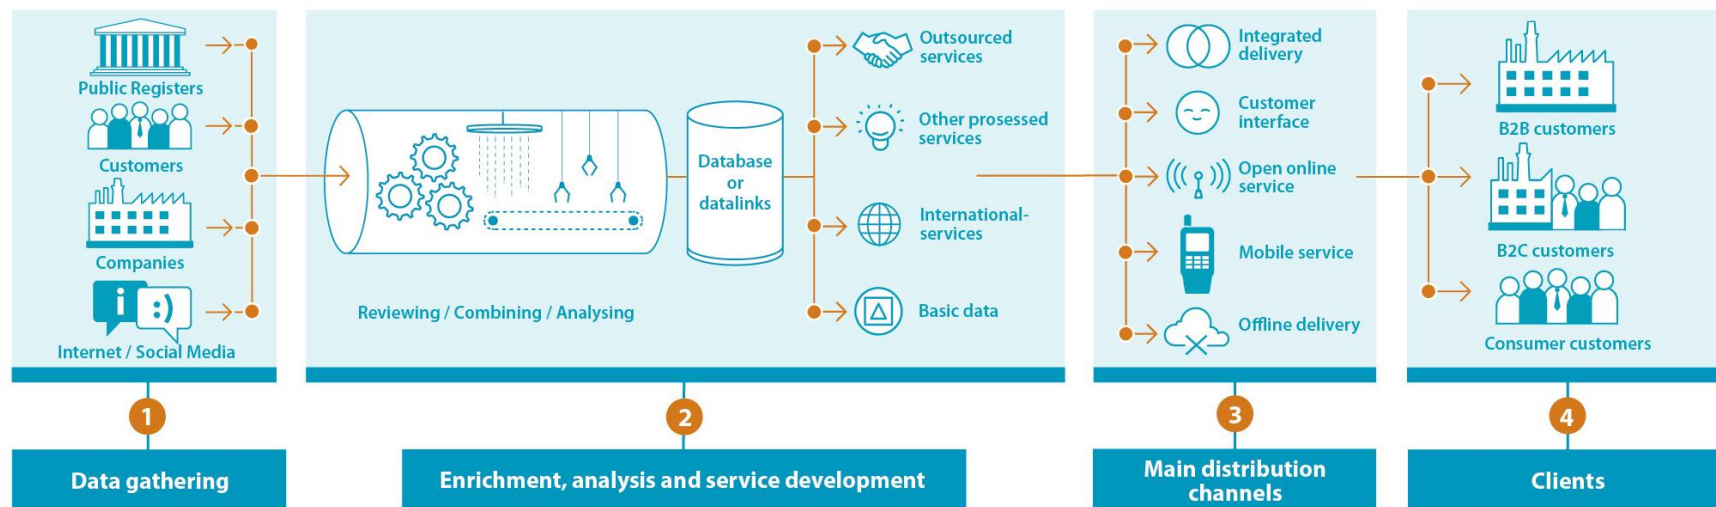 Public Registers
Customers
Companies
i
:)
Internet / Social Media
Reviewing / Combining / Analysing
Database
or
datalinks
Outsourced
services
Other prosessed
services
International-
services
Basic data
Integrated
delivery
Customer
interface
Open online
service
Mobile service
Offline delivery
B2B customers
B2C customers
Consumer customers
1
Data gathering
2
Enrichment, analysis and service development
3
Main distribution
channels
4
Clients